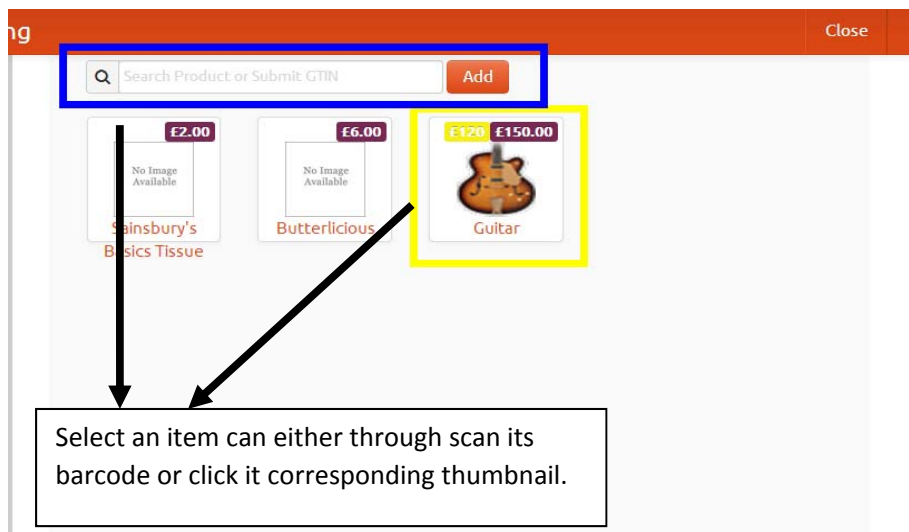 ng
Close
Search Product or Submit GTIN
Add
£2.00
£6.00
£120 £150.00
No Image
Available
No Image
Available
Sainsbury's
Basics Tissue
Butterlicious
Guitar
Select an item can either through scan its
barcode or click it corresponding thumbnail.